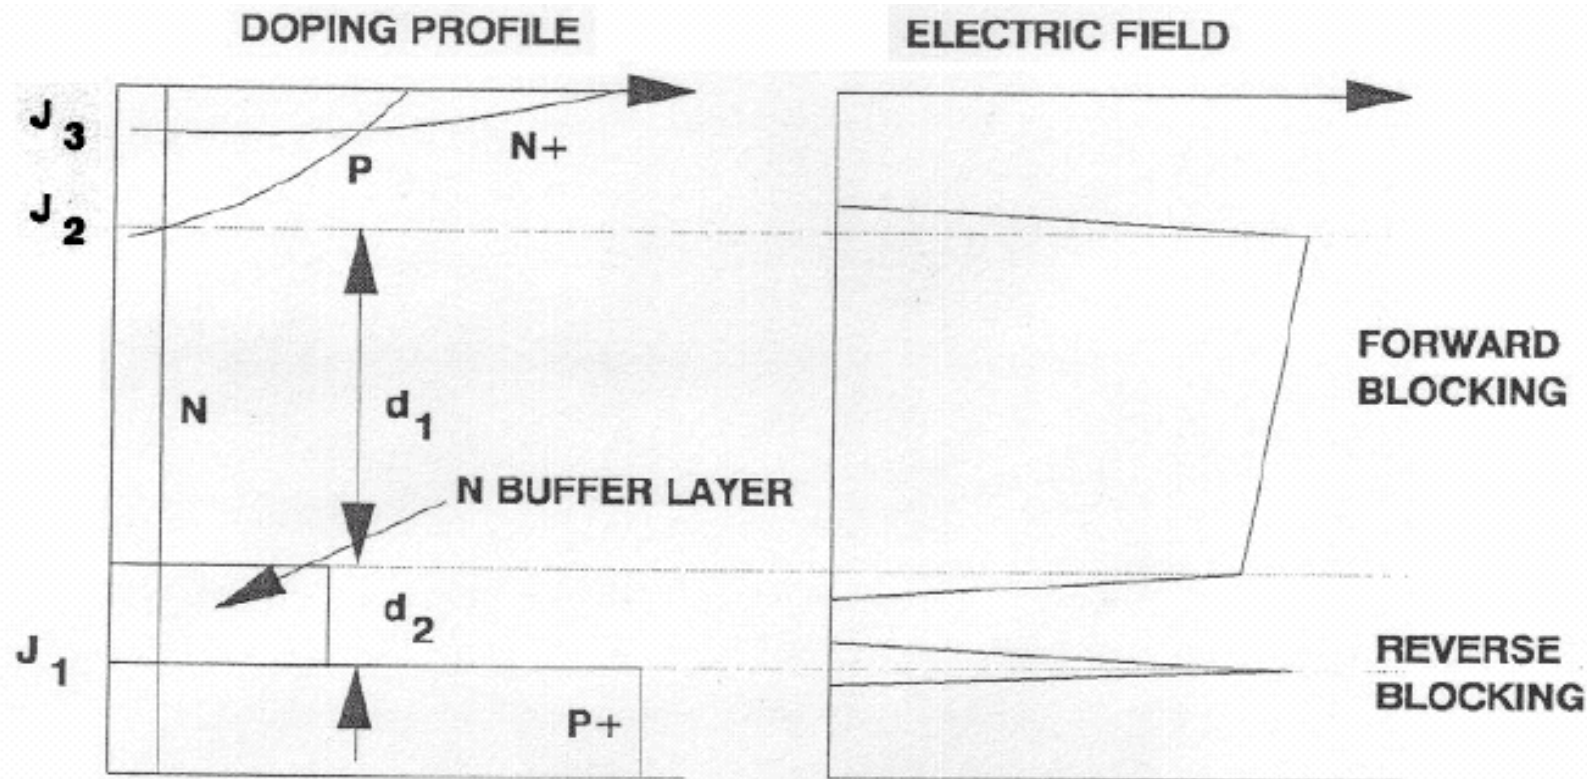 DOPING PROFILE
ELECTRIC FIELD
J3
N+
P
J2
FORWARD
BLOCKING
N
d1
N BUFFER LAYER
d2
J1
REVERSE
BLOCKING
P+